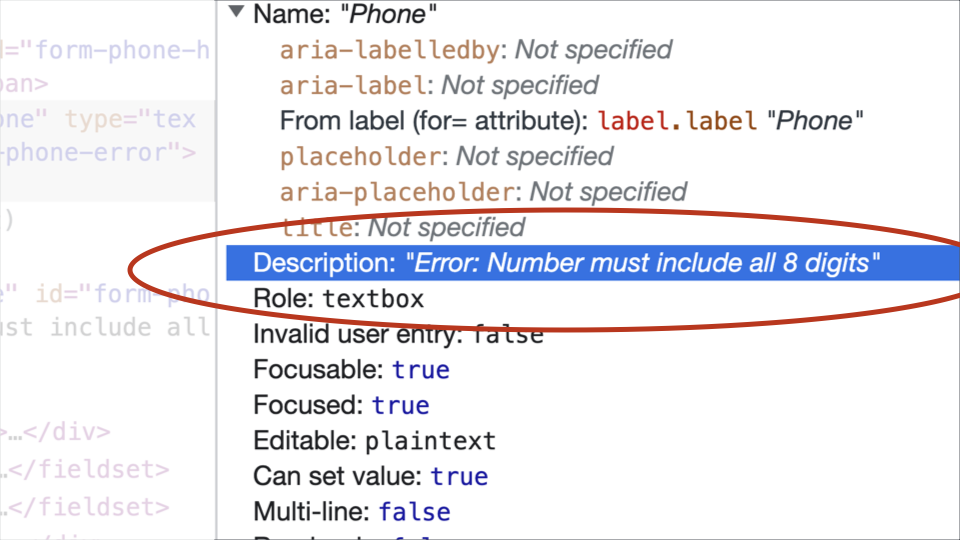 Name: "Phone"
="form-phone-h
aria-labelledby: Not specified
an>
aria-label: Not specified
one" type="tex
From label (for= attribute): label.label "Phone"
-phone-error">
placeholder: Not specified
aria-placeholder: Not specified
)
title: Not specified
Description: "Error: Number must include all 8 digits"
e" id="form-pho
Role: textbox
ust include all
Invalid user entry: false
Focusable: true
Focused: true
>…</div>
Editable: plaintext
…</fieldset>
Can set value: true
…</fieldset>
Multi-line: false